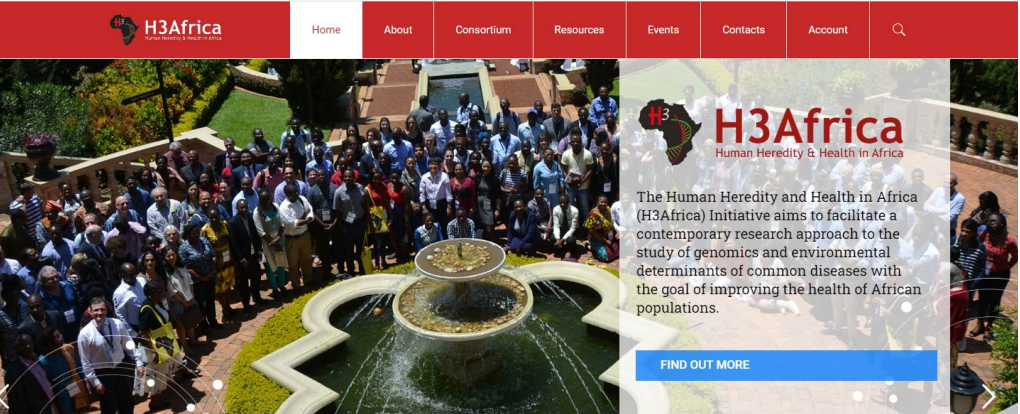 H3Africa
Human Heredity & Health in Africa
Home
About
Consortium
Resources
Events
Contacts
Account
H3
H3Africa
Human Heredity & Health in Africa
The Human Heredity and Health in Africa
(H3Africa) Initiative aims to facilitate a
contemporary research approach to the
study of genomics and environmental
determinants of common diseases with
the goal of improving the health of African
populations.
FIND OUT MORE